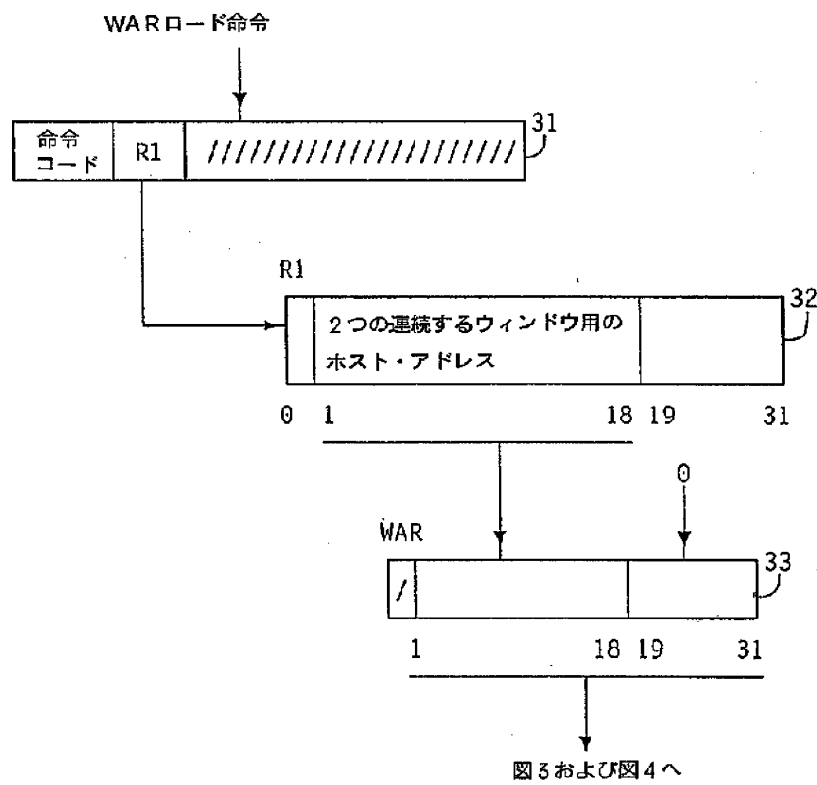 WARロード命令
命令
コード
R1
31
R1
32
2つの連続するウィンドウ用の
ホスト・アドレス
0 1 18 19 31
0
WAR
33
1 18 19 31
図3および図4へ